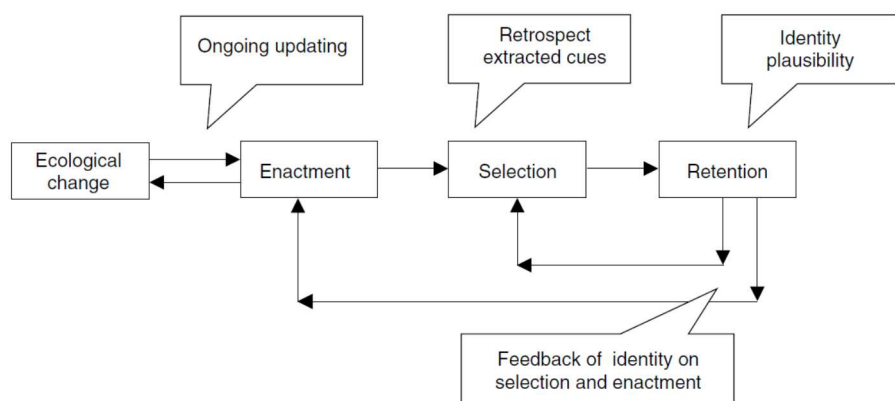 Ongoing updating
Retrospect
extracted cues
Identity
plausibility
Ecological
change
Enactment
Selection
Retention
Feedback of identity on
selection and enactment